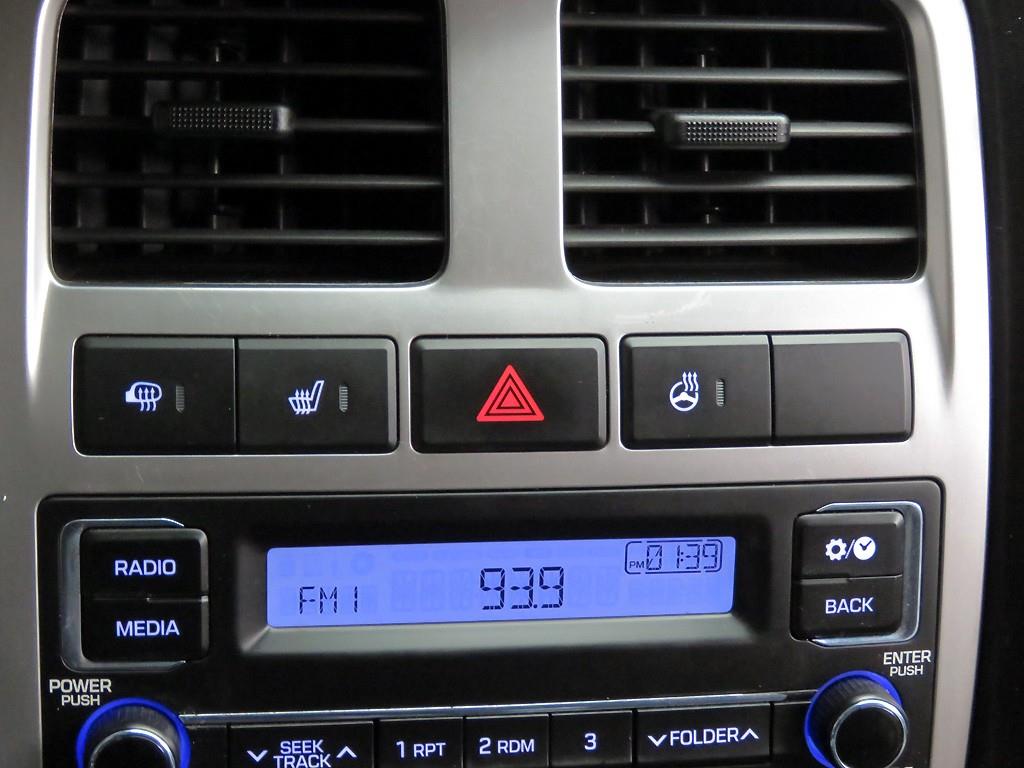 RADIO
MEDIA
FM1 93.9 PM 01:39
/
BACK
POWER
PUSH
ENTER
PUSH
SEEK
TRACK
1 RPT
2 RDM
3
FOLDER